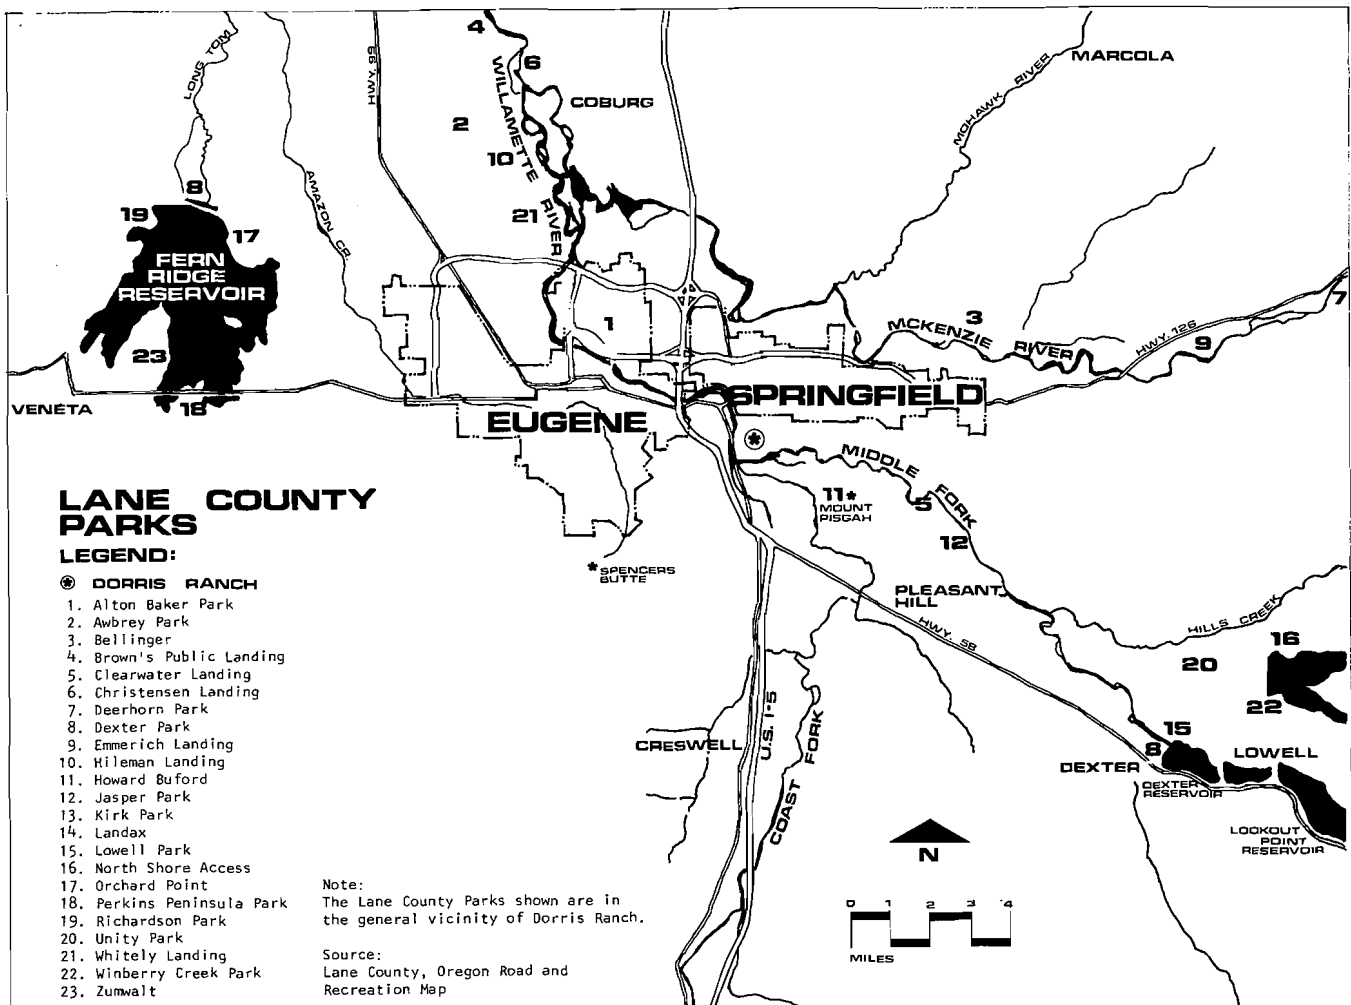 4
LONG TOM
HWY. 99
WILLAMETTE RIVER
6
COBURG
MOHAWK RIVER
MARCOLA
2
10
AMAZON CR.
8
19
17
21
FERN
RIDGE
RESERVOIR
7
1
3
MCKENZIE RIVER
HWY. 126
9
23
VENETA
18
SPRINGFIELD
EUGENE
MIDDLE FORK
5
11*
MOUNT
PISGAH
12
* SPENCERS
BUTTE
PLEASANT
HILL
HWY. 58
HILLS CREEK
16
20
22
LANE COUNTY
PARKS
LEGEND:
DORRIS RANCH
1. Alton Baker Park
2. Awbrey Park
3. Bellinger
4. Brown's Public Landing
5. Clearwater Landing
6. Christensen Landing
7. Deerhorn Park
8. Dexter Park
9. Emmerich Landing
10. Hileman Landing
11. Howard Buford
12. Jasper Park
13. Kirk Park
14. Landax
15. Lowell Park
16. North Shore Access
17. Orchard Point
18. Perkins Peninsula Park
19. Richardson Park
20. Unity Park
21. Whitely Landing
22. Winberry Creek Park
23. Zumwalt
Note:
The Lane County Parks shown are in
the general vicinity of Dorris Ranch.
Source:
Lane County, Oregon Road and
Recreation Map
CRESWELL
U.S. I-5
COAST FORK
15
8
LOWELL
DEXTER
DEXTER
RESERVOIR
LOOKOUT
POINT
RESERVOIR
N
0 1 2 3 4
MILES